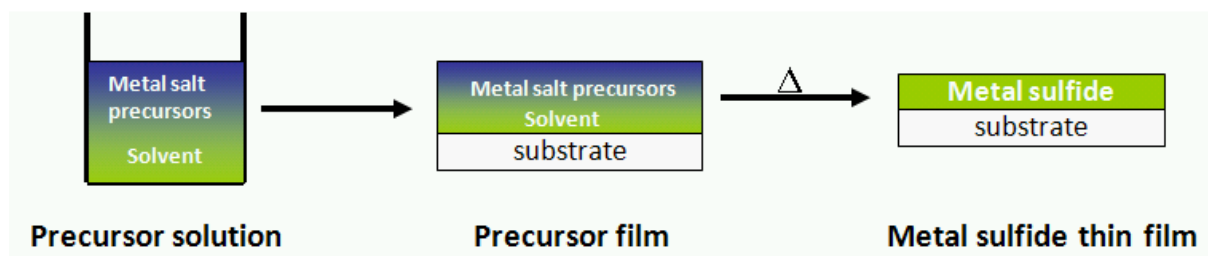 Metal salt
precursors
Solvent
Metal salt precursors
Solvent
substrate
Δ
Metal sulfide
substrate
Precursor solution
Precursor film
Metal sulfide thin film